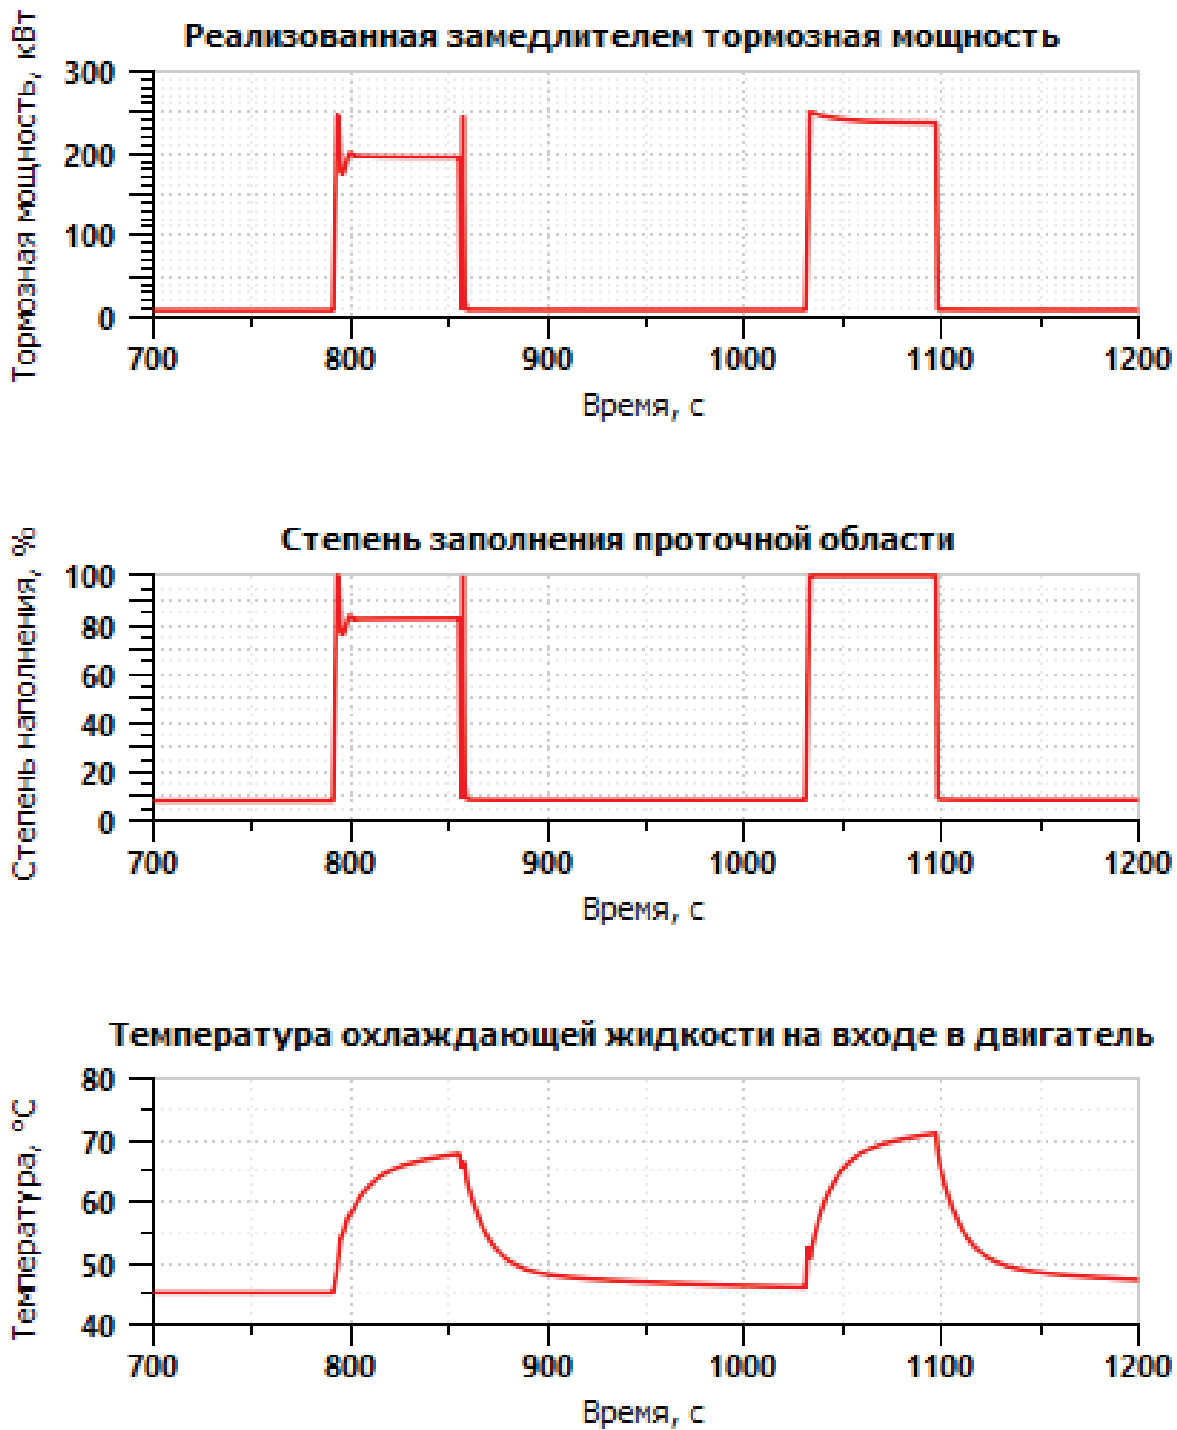 Реализованная замедлителем тормозная мощность
Тормозная мощность, кВт
300
200
100
0
700 800 900 1000 1100 1200
Время, с
Степень заполнения проточной области
Степень наполнения, %
100
80
60
40
20
0
700 800 900 1000 1100 1200
Время, с
Температура охлаждающей жидкости на входе в двигатель
Температура, °C
80
70
60
50
40
700 800 900 1000 1100 1200
Время, с